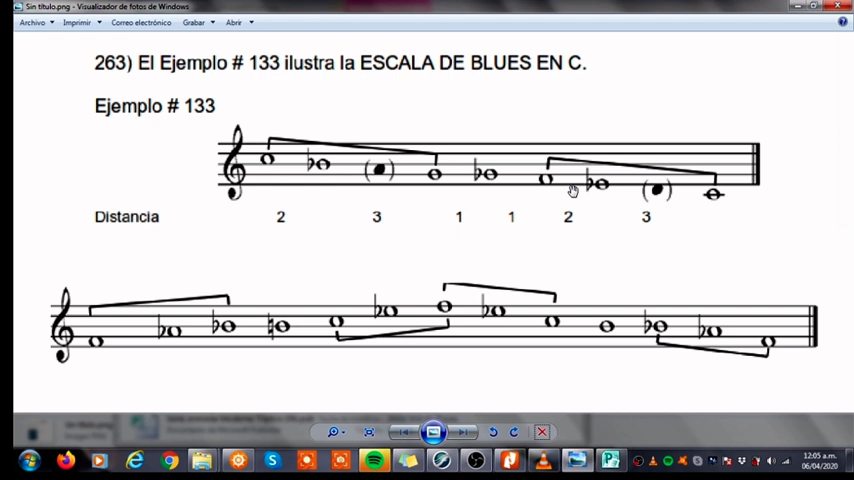 Sin título.png - Visualizador de fotos de Windows
Archivo Imprimir Correo electrónico Grabar Abrir
263) El Ejemplo # 133 ilustra la ESCALA DE BLUES EN C.
Ejemplo # 133
Distancia 2 3 1 1 2 3
12:05 a.m.
06/04/2020